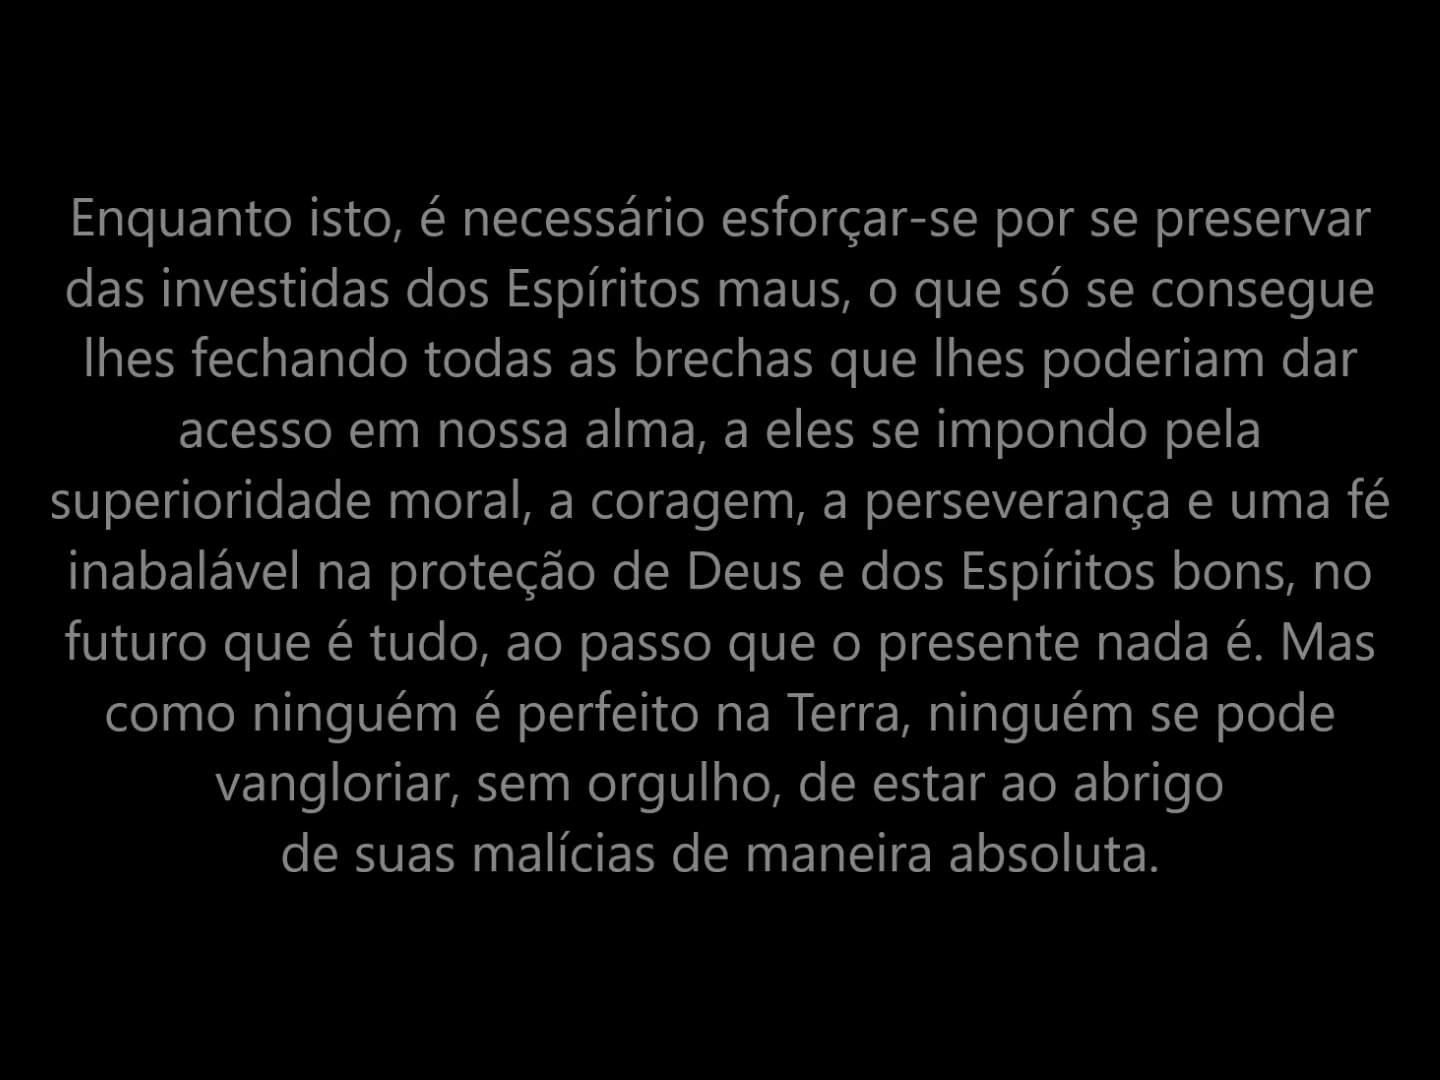 Enquanto isto, é necessário esforçar-se por se preservar
das investidas dos Espíritos maus, o que só se consegue
lhes fechando todas as brechas que lhes poderiam dar
acesso em nossa alma, a eles se impondo pela
superioridade moral, a coragem, a perseverança e uma fé
inabalável na proteção de Deus e dos Espíritos bons, no
futuro que é tudo, ao passo que o presente nada é. Mas
como ninguém é perfeito na Terra, ninguém se pode
vangloriar, sem orgulho, de estar ao abrigo
de suas malícias de maneira absoluta.